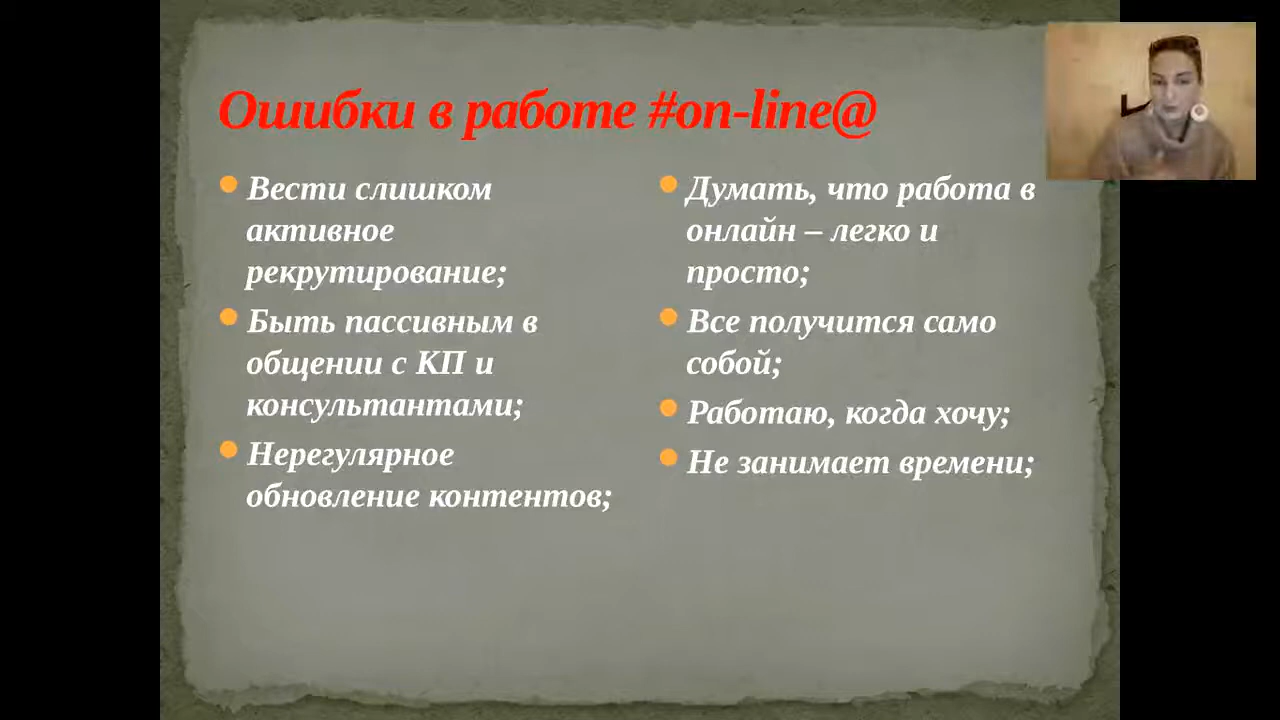 Ошибки в работе #on-line@
Вести слишком
активное
рекрутирование;
Быть пассивным в
общении с КП и
консультантами;
Нерегулярное
обновление контентов;
Думать, что работа в
онлайн – легко и
просто;
Все получится само
собой;
Работаю, когда хочу;
Не занимает времени;